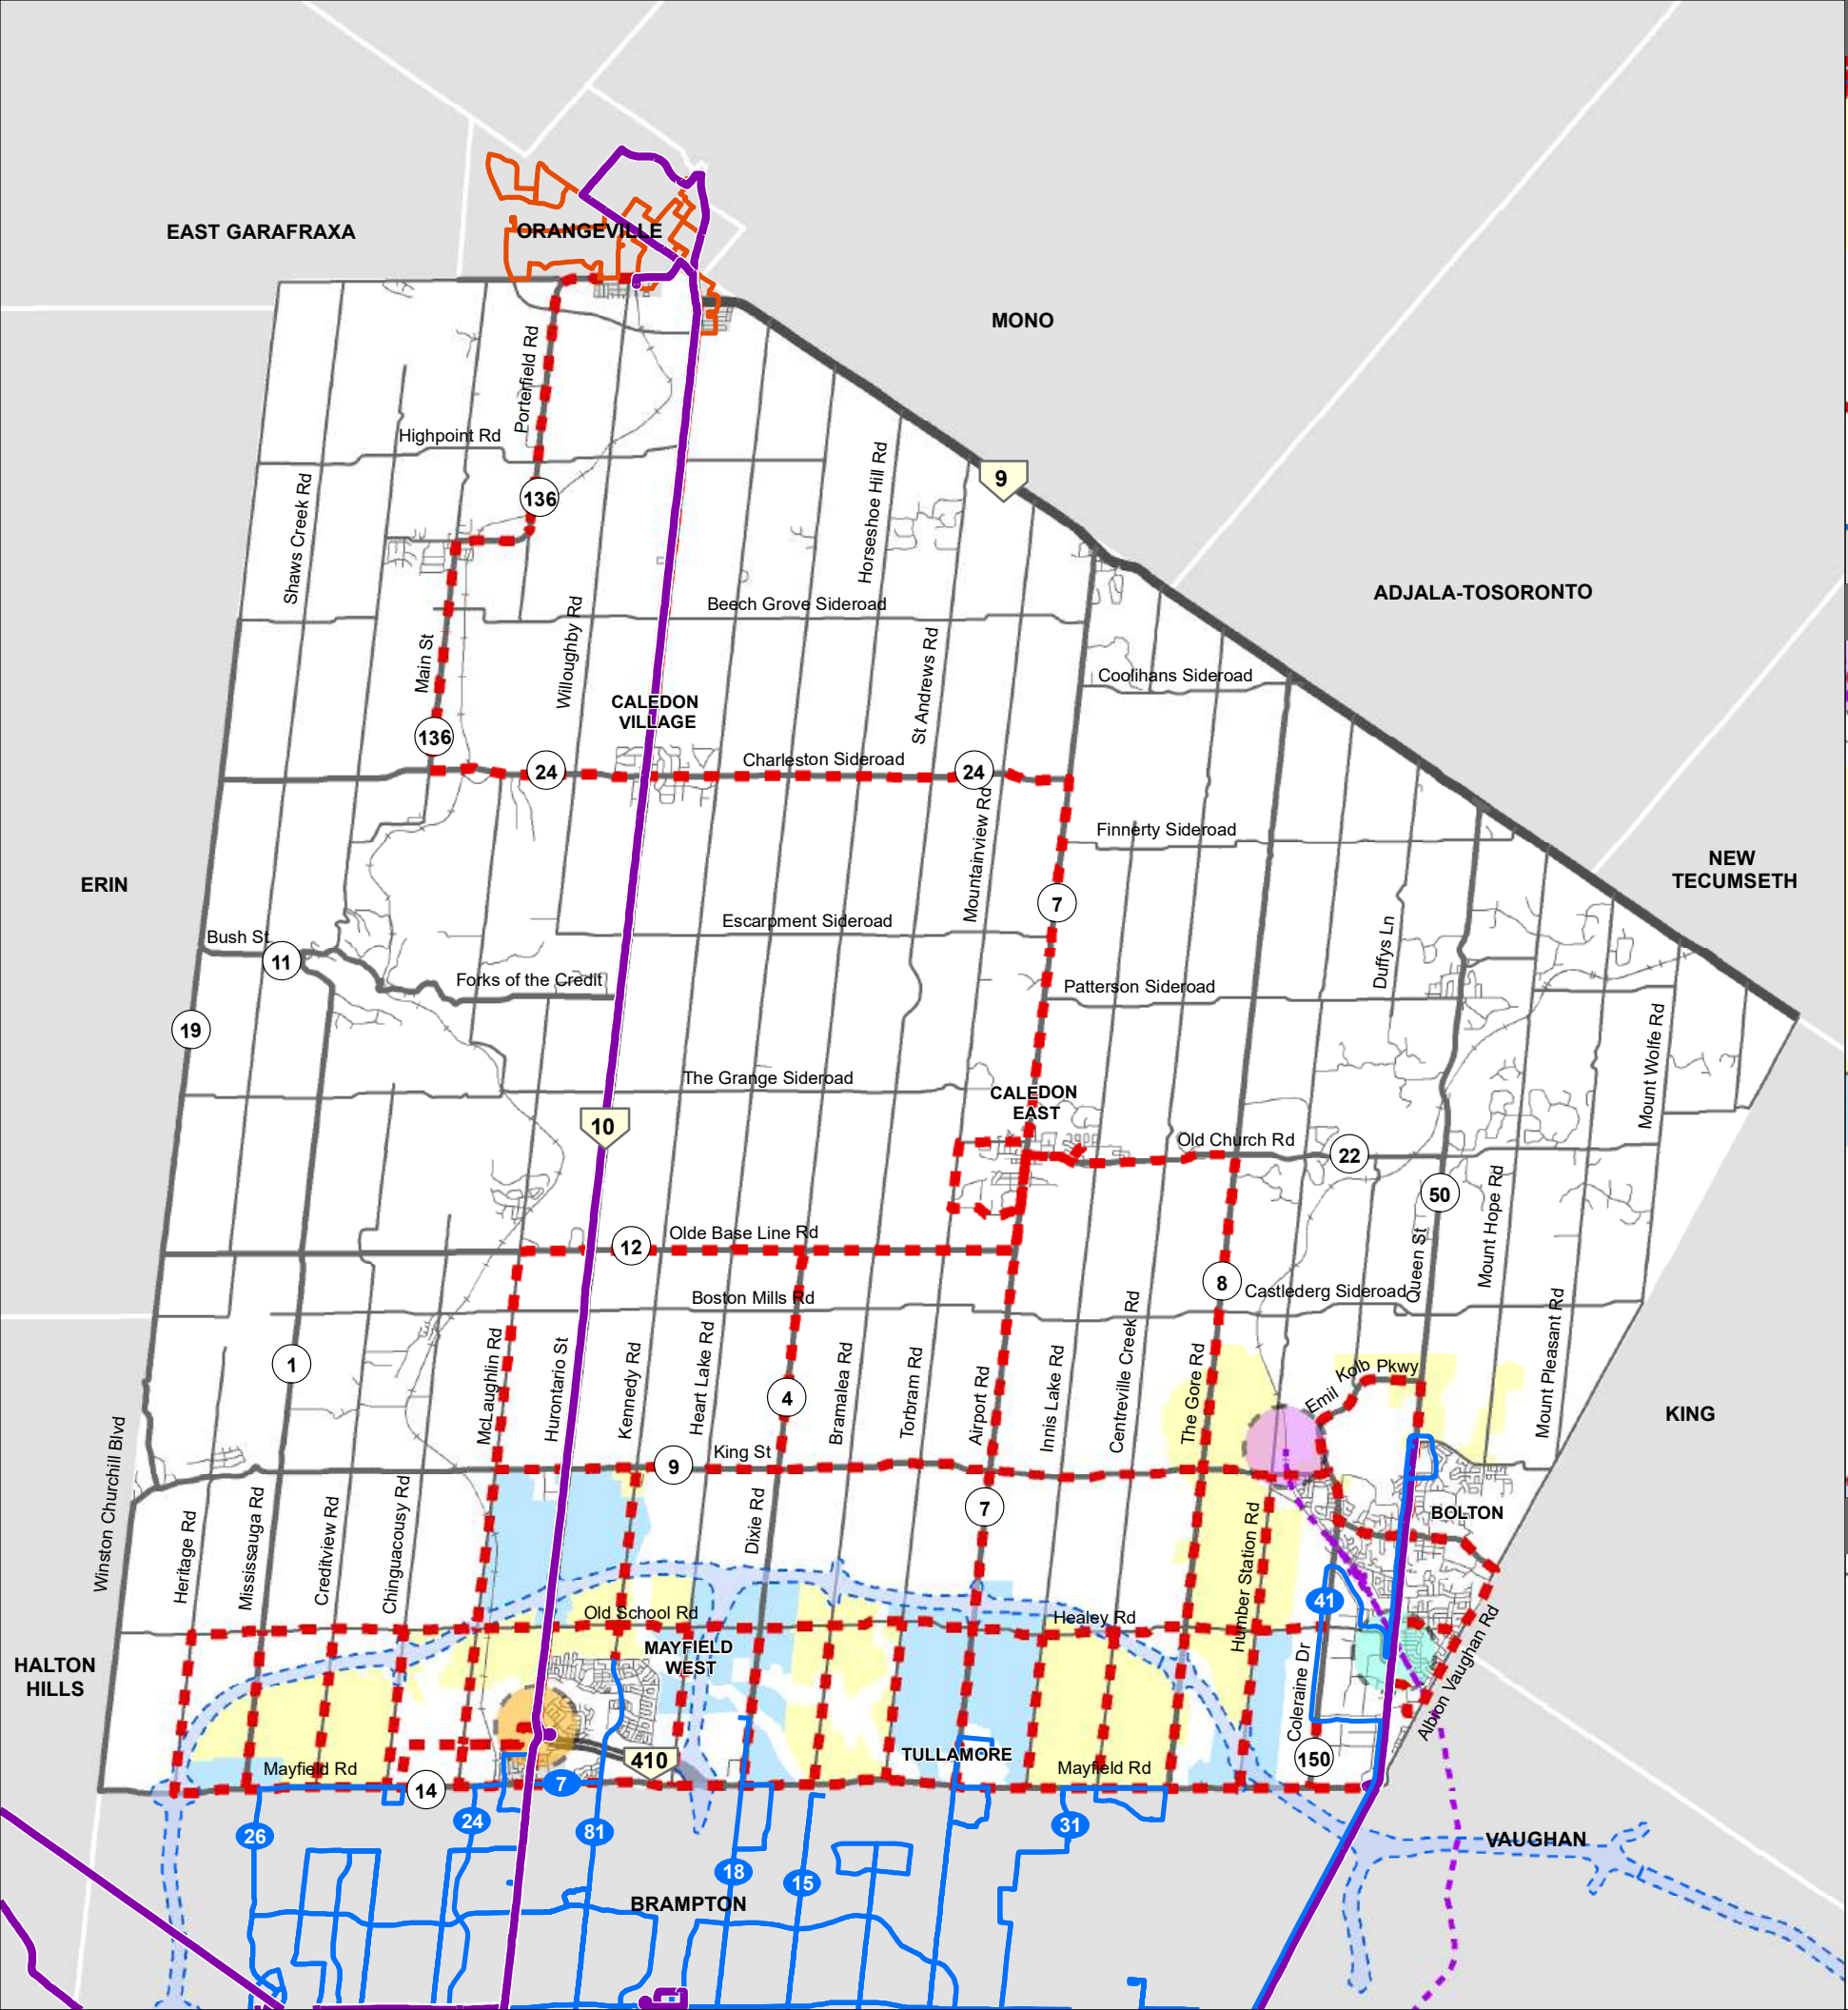 EAST GARAFRAXA
ORANGEVILLE
MONO
Porterfield Rd
Highpoint Rd
9
Horseshoe Hill Rd
Shaws Creek Rd
136
ADJALA-TOSORONTO
Beech Grove Sideroad
Willoughby Rd
Main St
St Andrews Rd
Coolihans Sideroad
CALEDON
VILLAGE
136
24
Charleston Sideroad
24
Mountainview Rd
Finnerty Sideroad
NEW
TECUMSETH
ERIN
7
Escarpment Sideroad
Bush St
11
Forks of the Credit
Duffys Ln
Patterson Sideroad
19
Mount Wolfe Rd
The Grange Sideroad
CALEDON
EAST
10
Old Church Rd
22
50
Mount Hope Rd
Olde Base Line Rd
12
Queen St
8
Castlederg Sideroad
Boston Mills Rd
1
McLaughlin Rd
Hurontario St
Kennedy Rd
Heart Lake Rd
4
Bramalea Rd
Torbram Rd
Airport Rd
Innis Lake Rd
Centreville Creek Rd
The Gore Rd
Emil Kolb Pkwy
Mount Pleasant Rd
KING
Winston Churchill Blvd
King St
9
7
BOLTON
Heritage Rd
Mississauga Rd
Creditview Rd
Chinguacousy Rd
Dixie Rd
Humber Station Rd
41
Old School Rd
Healey Rd
MAYFIELD
WEST
HALTON
HILLS
Coleraine Dr
Albion Vaughan Rd
410
TULLAMORE
150
Mayfield Rd
14
7
Mayfield Rd
26
24
81
31
18
15
VAUGHAN
BRAMPTON